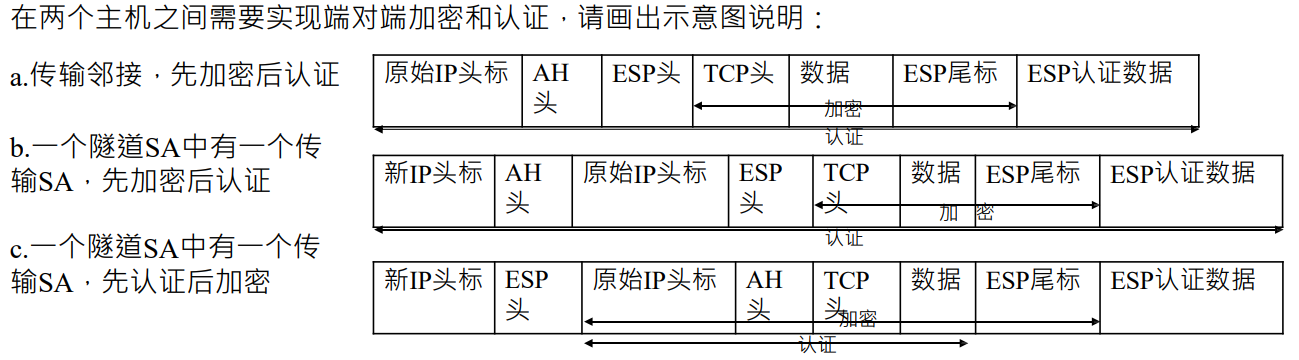 在两个主机之间需要实现端对端加密和认证，请画出示意图说明：
a.传输邻接，先加密后认证
原始IP头标 AH头 ESP头 TCP头 数据 ESP尾标 ESP认证数据
加密
认证
b.一个隧道SA中有一个传
输SA，先加密后认证
新IP头标 AH头 原始IP头标 ESP头 TCP头 数据 ESP尾标 ESP认证数据
加 密
认证
c.一个隧道SA中有一个传
输SA，先认证后加密
新IP头标 ESP头 原始IP头标 AH头 TCP头 数据 ESP尾标 ESP认证数据
加密
认证